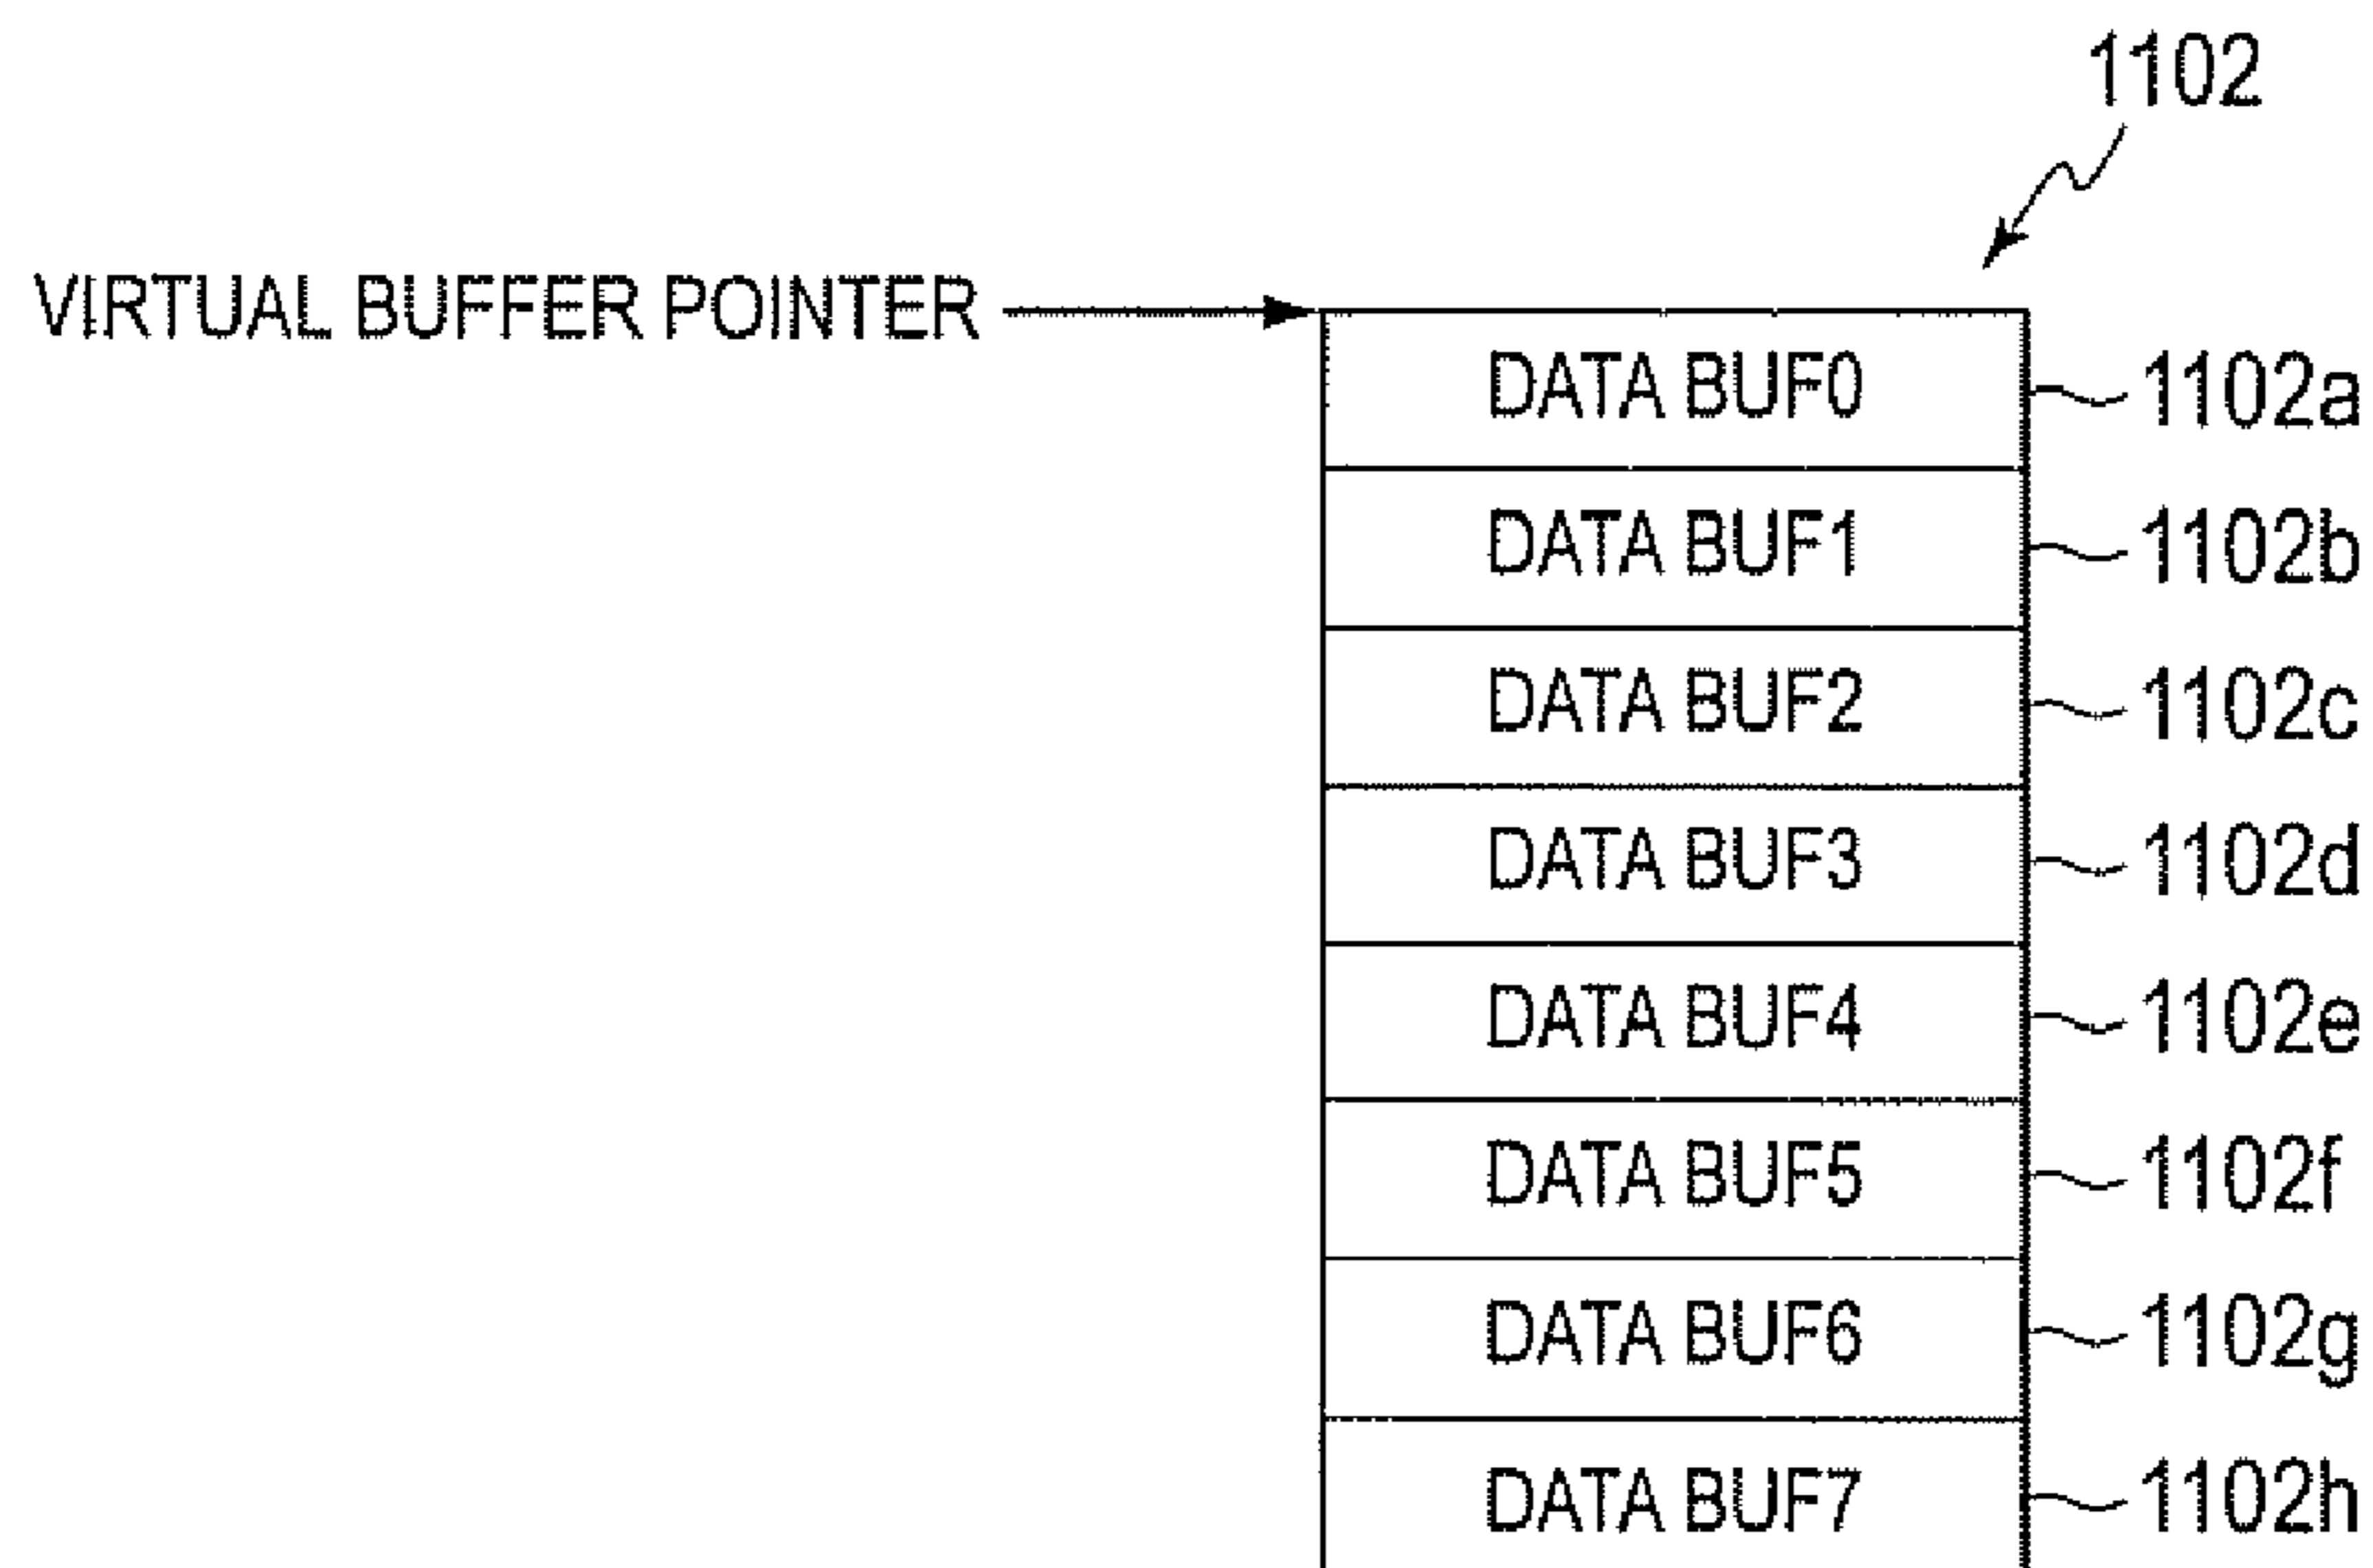 1102
VIRTUAL BUFFER POINTER
DATA BUF0 1102a
DATA BUF1 1102b
DATA BUF2 1102c
DATA BUF3 1102d
DATA BUF4 1102e
DATA BUF5 1102f
DATA BUF6 1102g
DATA BUF7 1102h